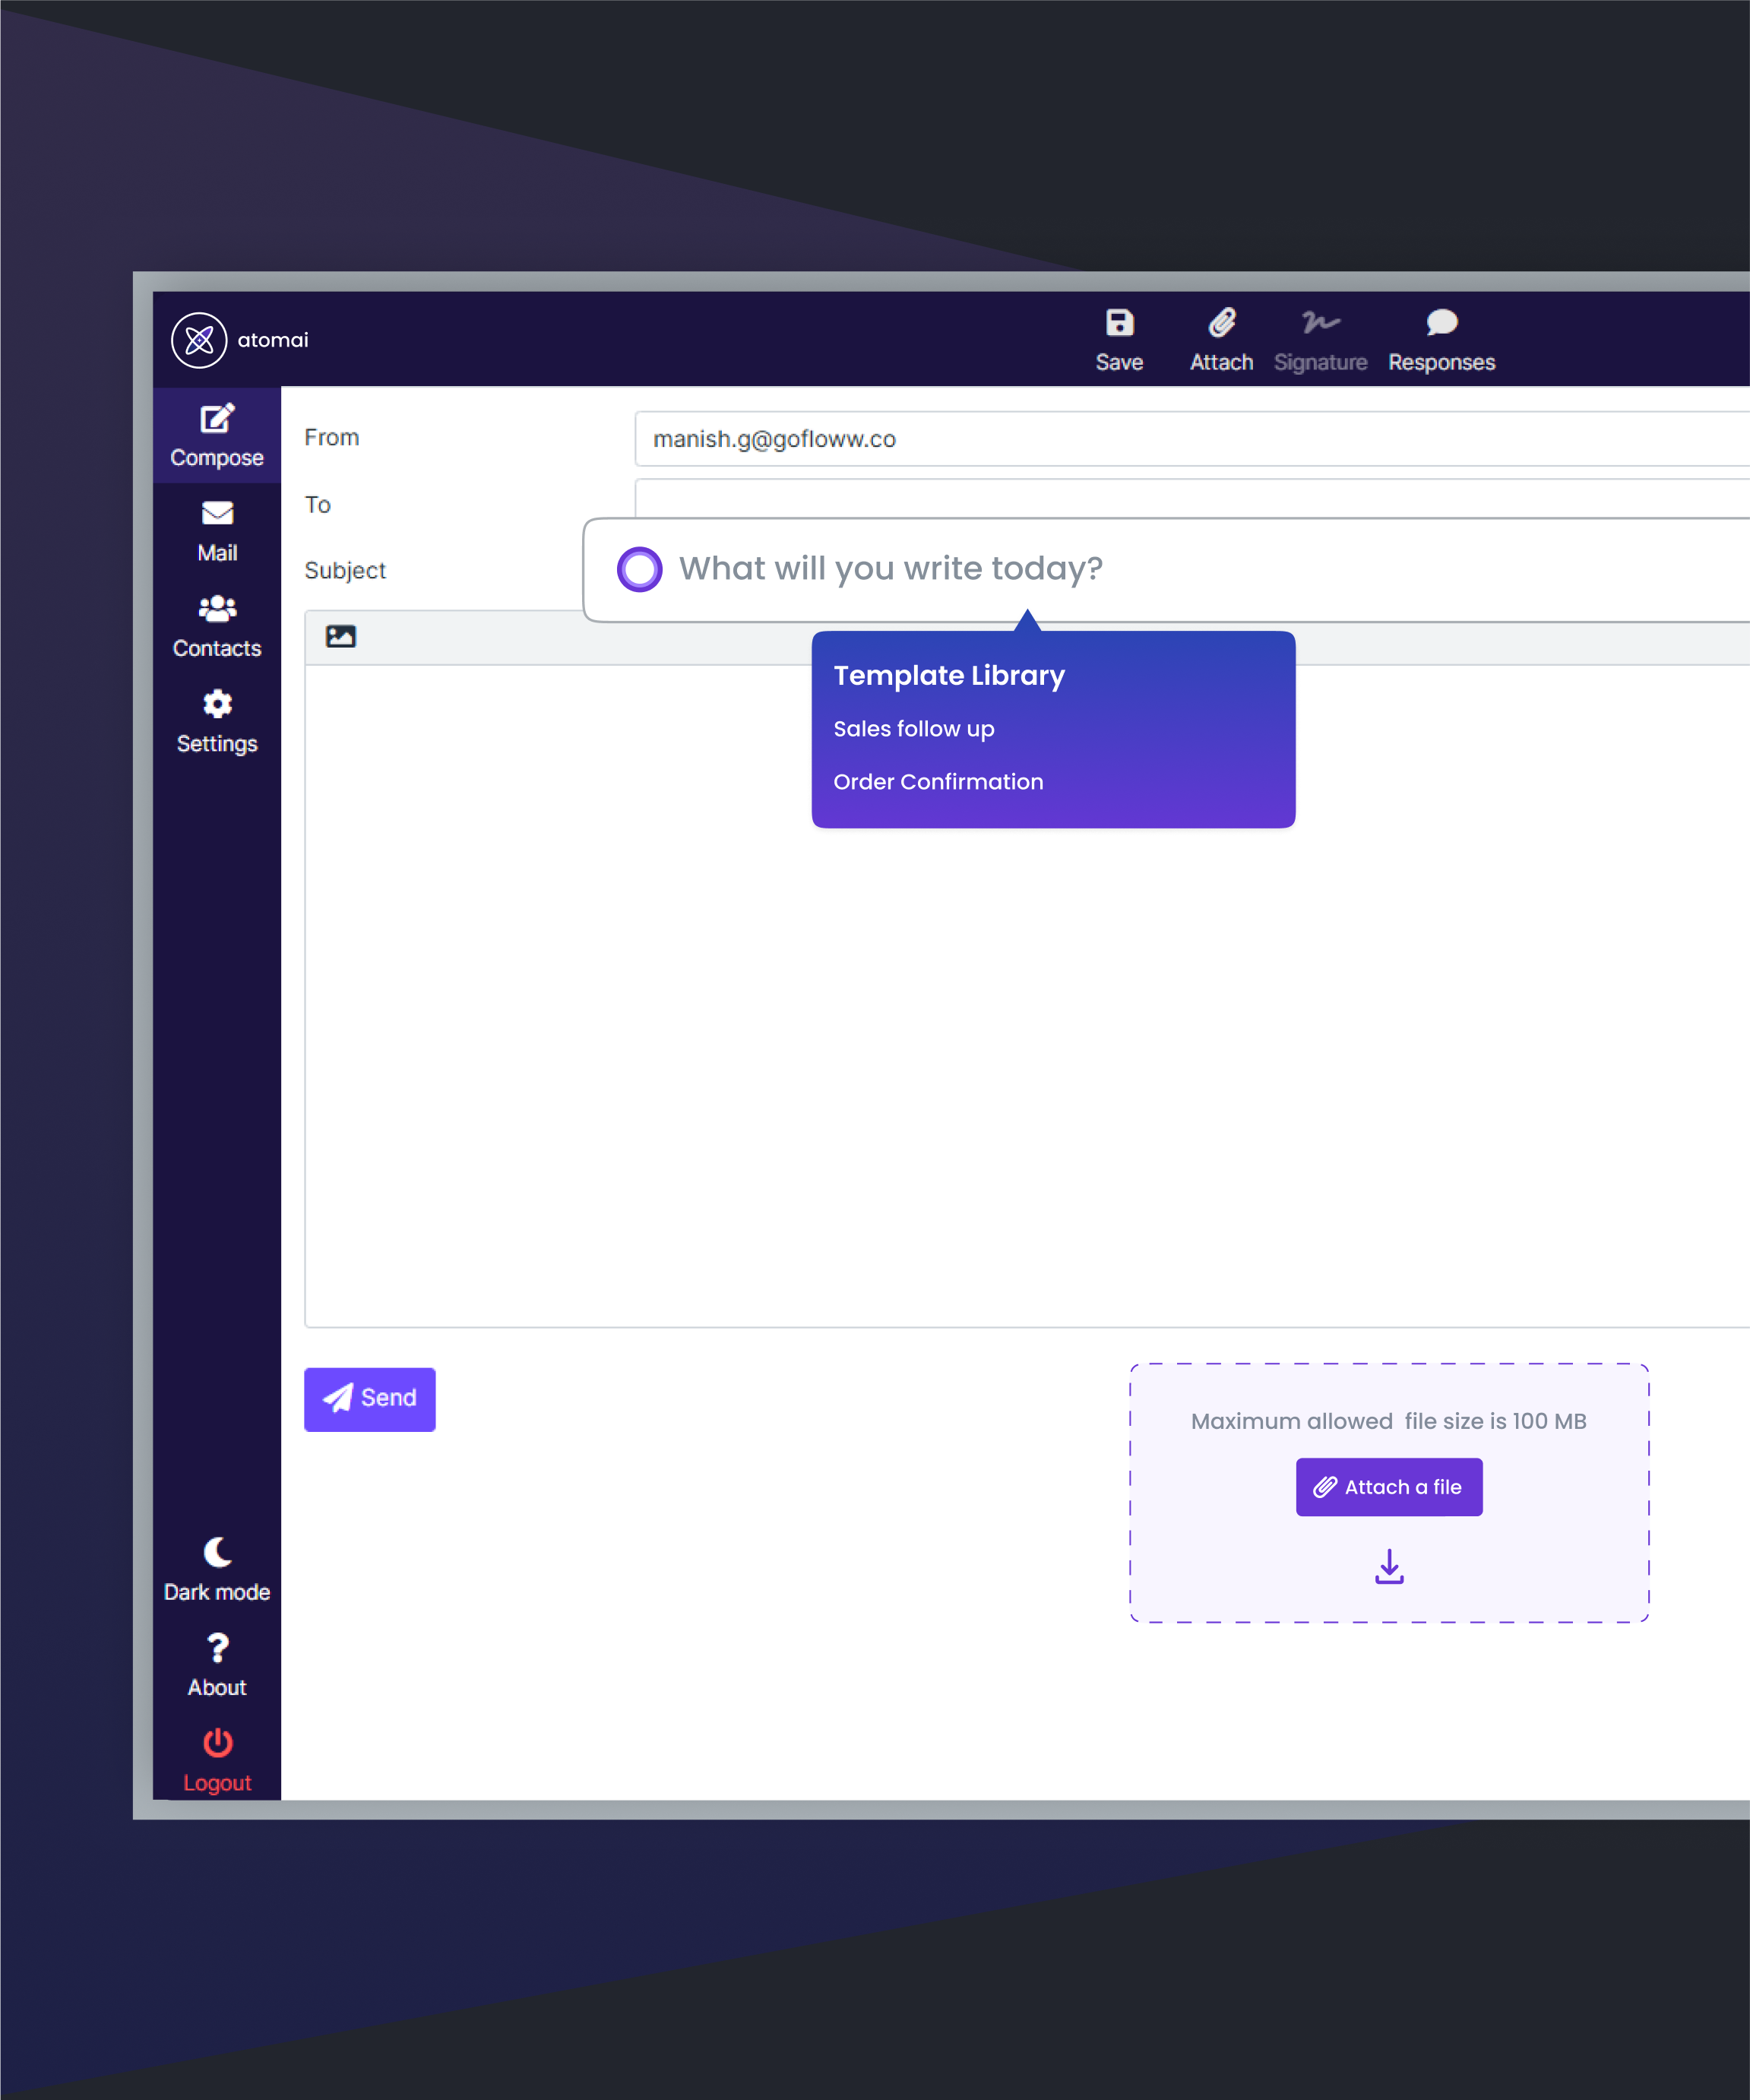 atomai
Save
Attach
Signature
Responses
Compose
Mail
Contacts
Settings
From
manish.g@gofloww.co
To
Subject
What will you write today?
Template Library
Sales follow up
Order Confirmation
Send
Maximum allowed file size is 100 MB
Attach a file
Dark mode
About
Logout